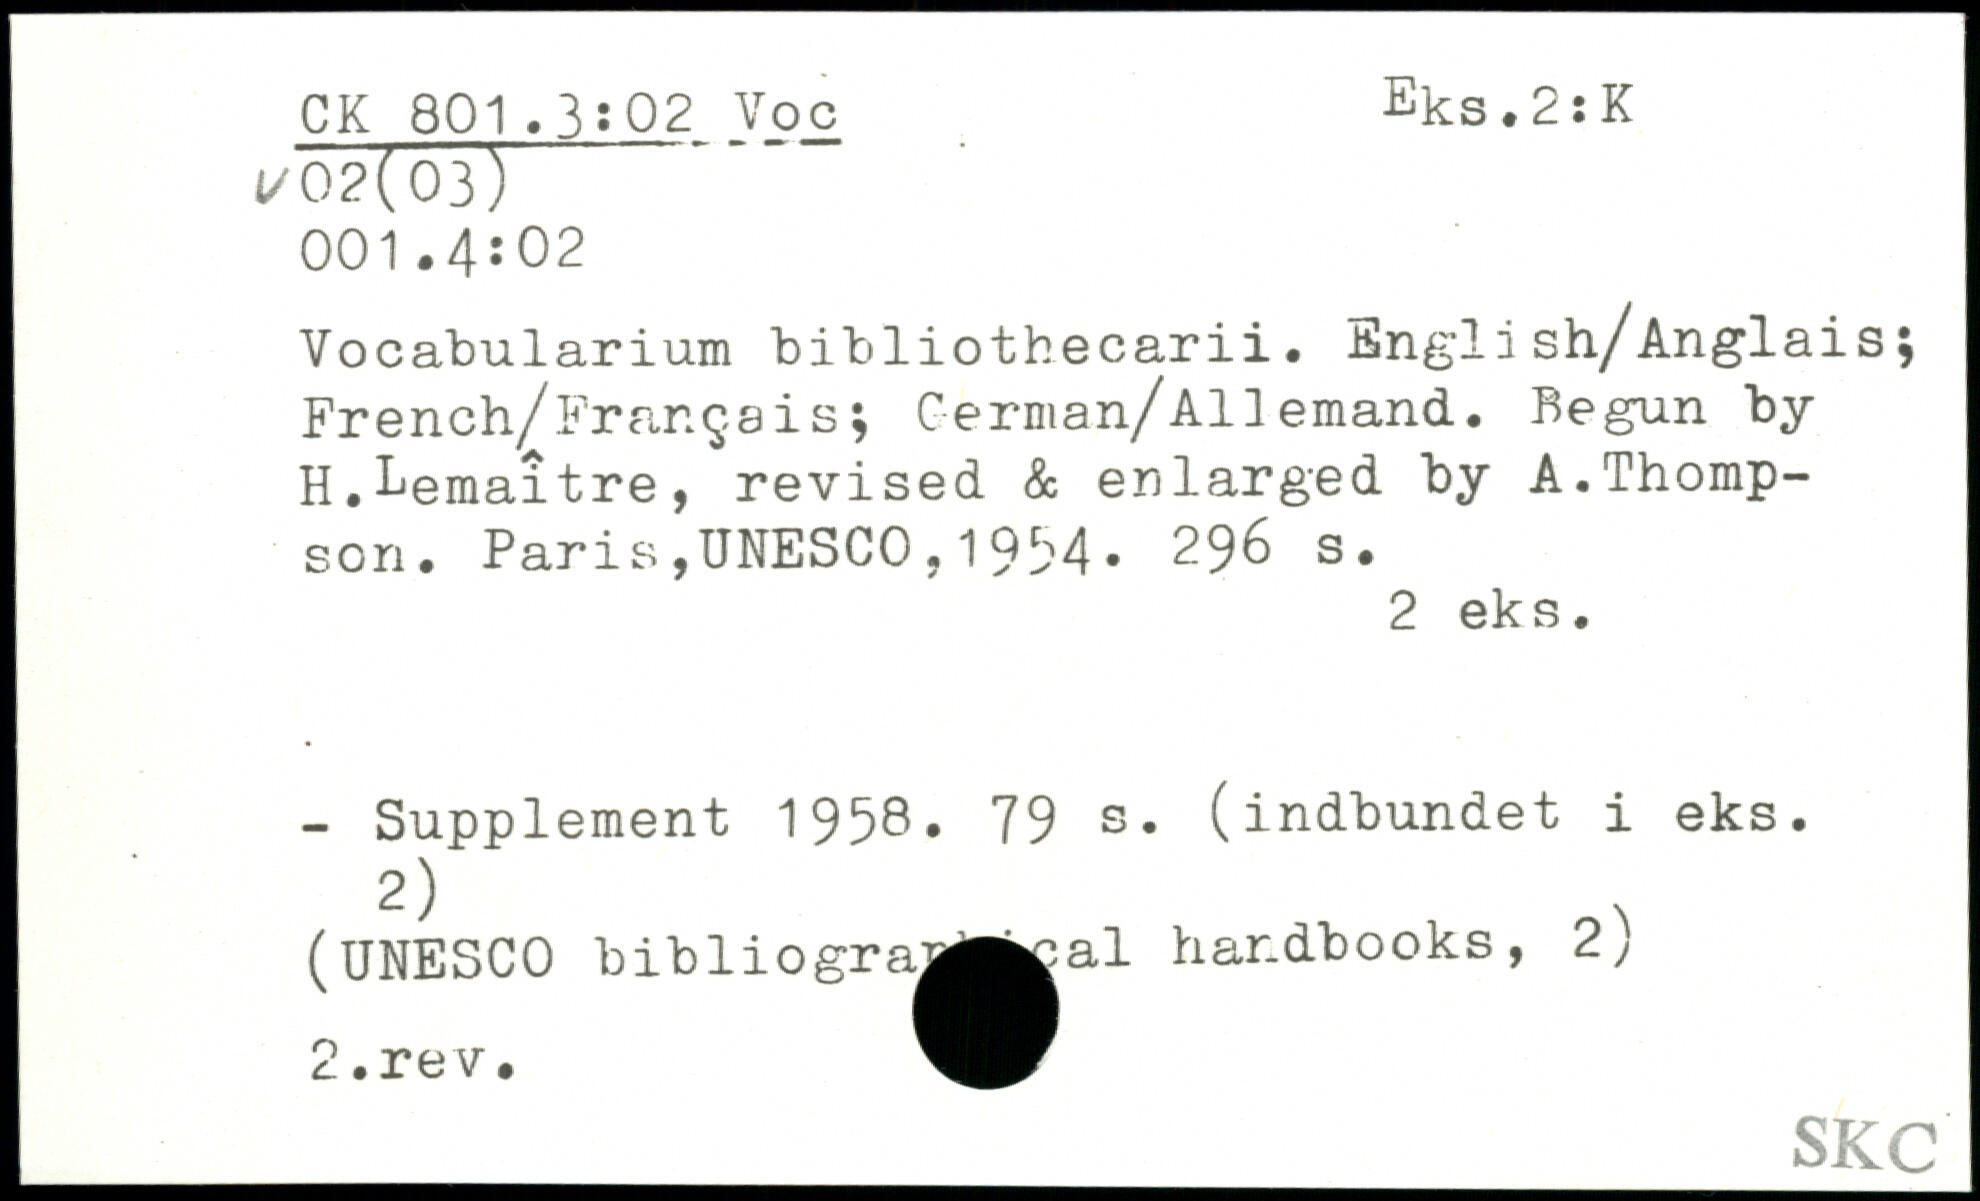 CK 801.3:02 Voc Eks.2:K
✓02(03)
001.4:02
Vocabularium bibliothecarii. English/Anglais;
French/Français; German/Allemand. Begun by
H.Lemaître, revised & enlarged by A.Thomp-
son. Paris,UNESCO,1954. 296 s.
2 eks.
- Supplement 1958. 79 s. (indbundet i eks.
2)
(UNESCO bibliographical handbooks, 2)
2.rev.
SKC